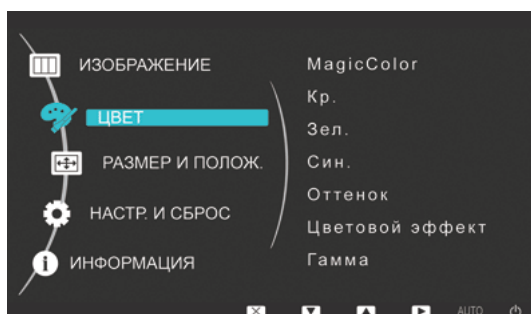 ИЗОБРАЖЕНИЕ
ЦВЕТ
РАЗМЕР И ПОЛОЖ.
НАСТР. И СБРОС
ИНФОРМАЦИЯ
MagicColor
Кр.
Зел.
Син.
Оттенок
Цветовой эффект
Гамма
AUTO